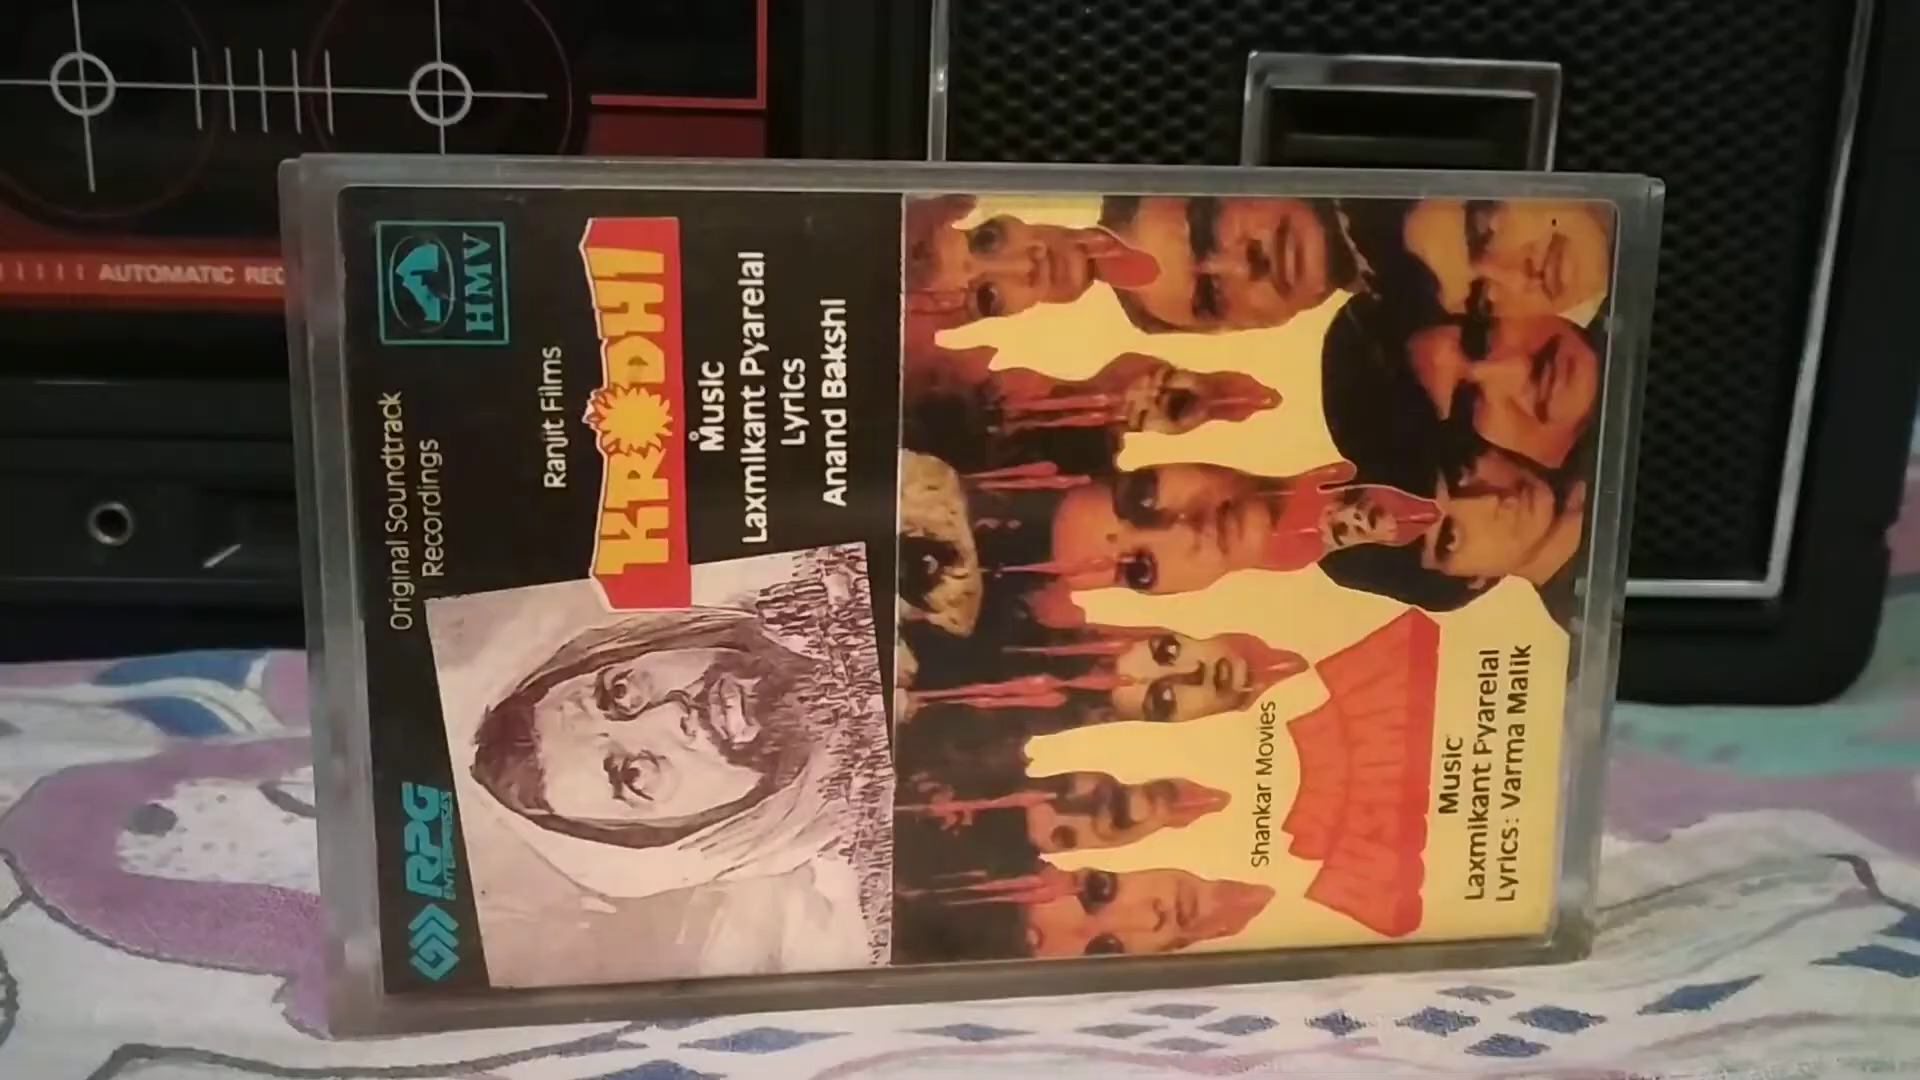 AUTOMATIC REC
HMV
Original Soundtrack
Recordings
RPG
ENTERPRISES
Ranjit Films
KRODHI
Music
Laxmikant Pyarelal
Lyrics
Anand Bakshi
Shankar Movies
Music
Laxmikant Pyarelal
Lyrics: Varma Malik